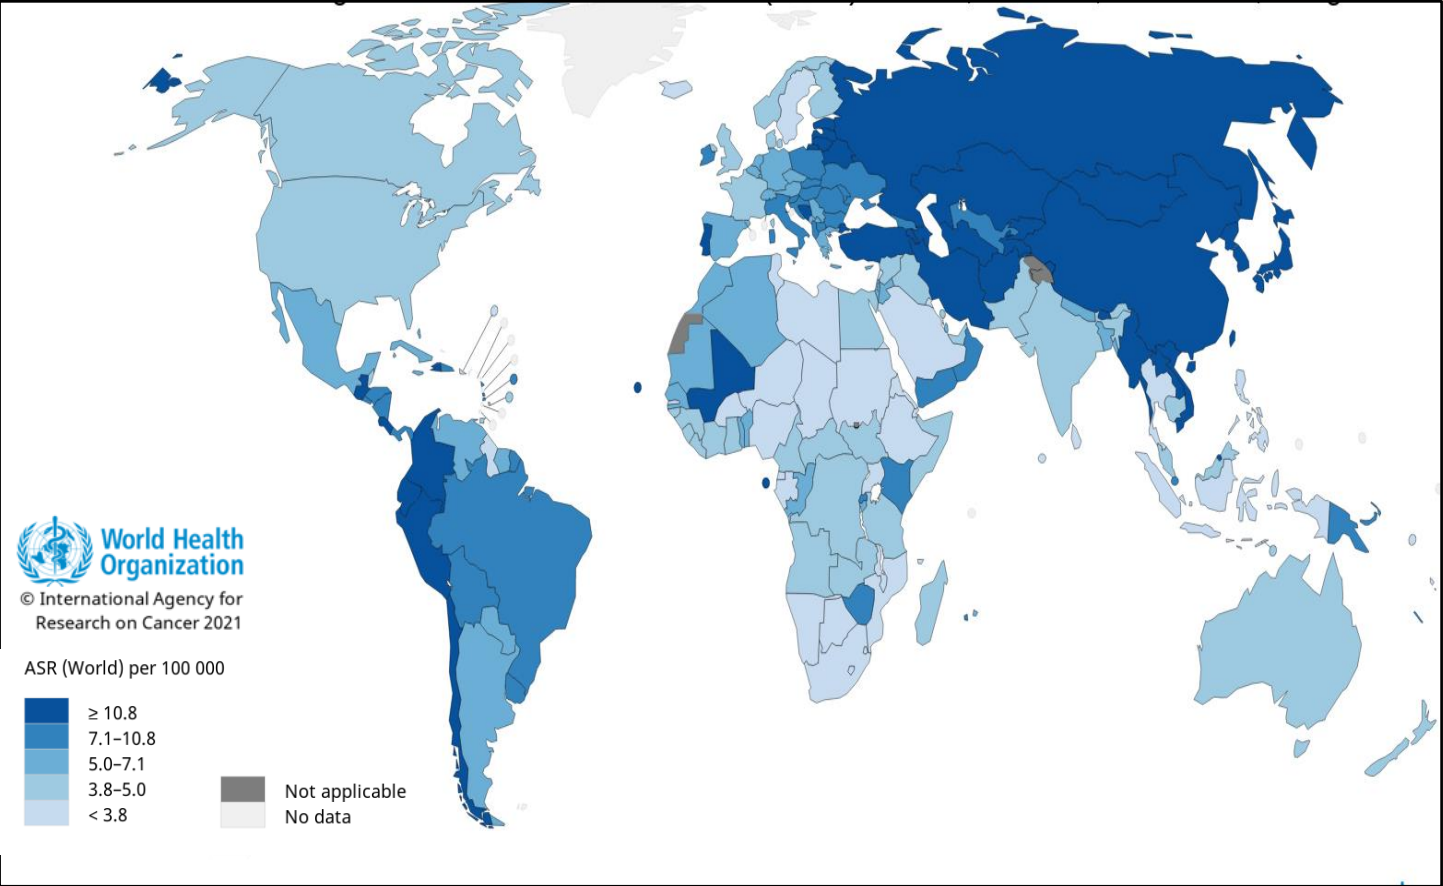 World Health
Organization
© International Agency for
Research on Cancer 2021
ASR (World) per 100 000
≥ 10.8
7.1–10.8
5.0–7.1
3.8–5.0
< 3.8
Not applicable
No data